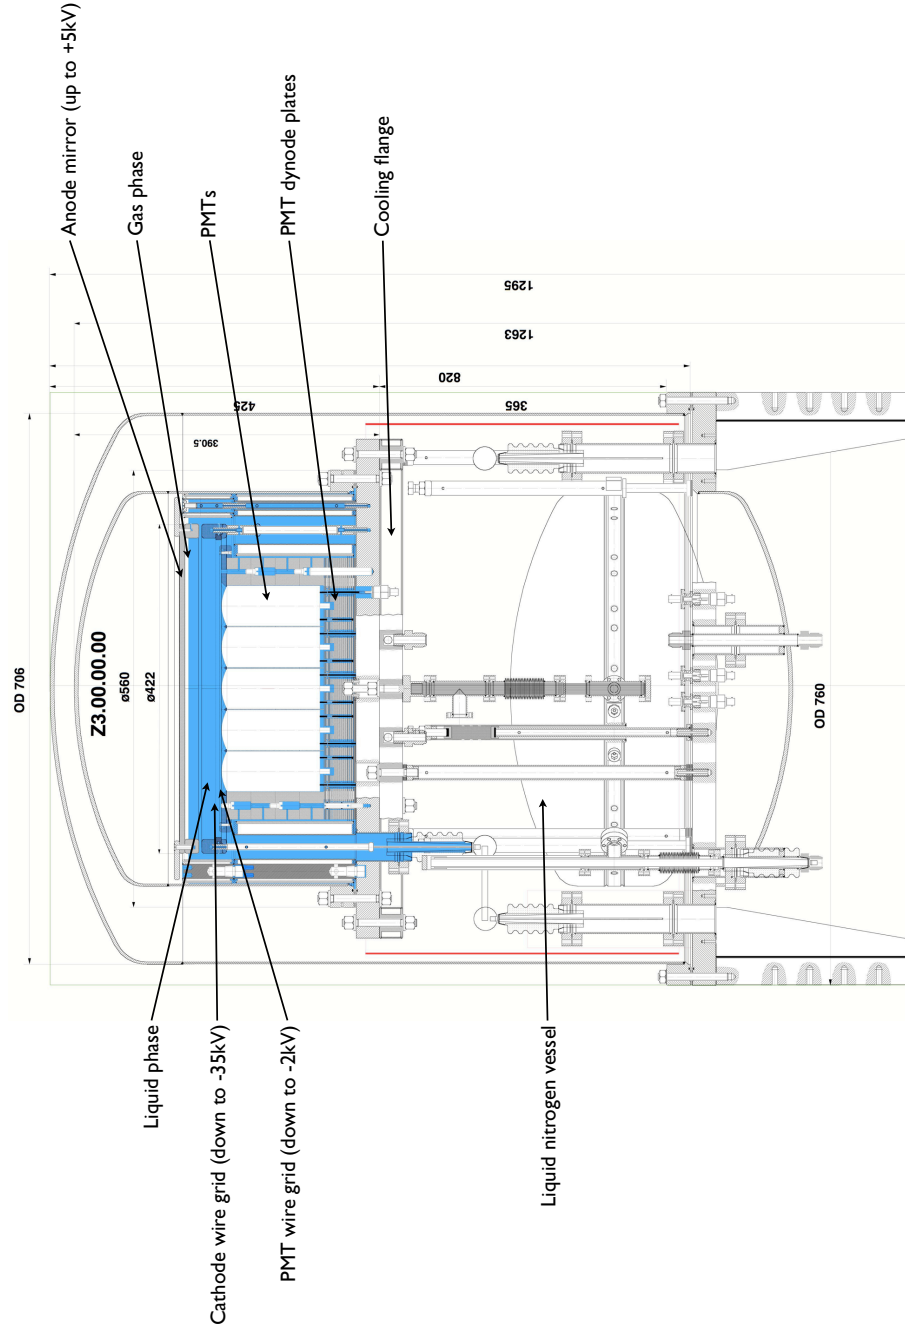 Anode mirror (up to +5kV)
Gas phase
PMTs
PMT dynode plates
Cooling flange
1295
1263
820
425
365
390.5
OD 706
Z3.00.00.00
ø560
ø422
OD 760
Liquid phase
Cathode wire grid (down to -35kV)
PMT wire grid (down to -2kV)
Liquid nitrogen vessel